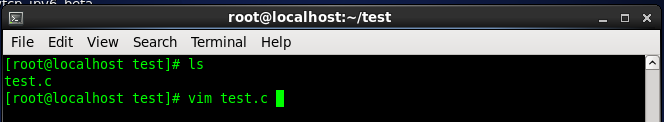 root@localhost:~/test
File Edit View Search Terminal Help
[root@localhost test]# ls
test.c
[root@localhost test]# vim test.c